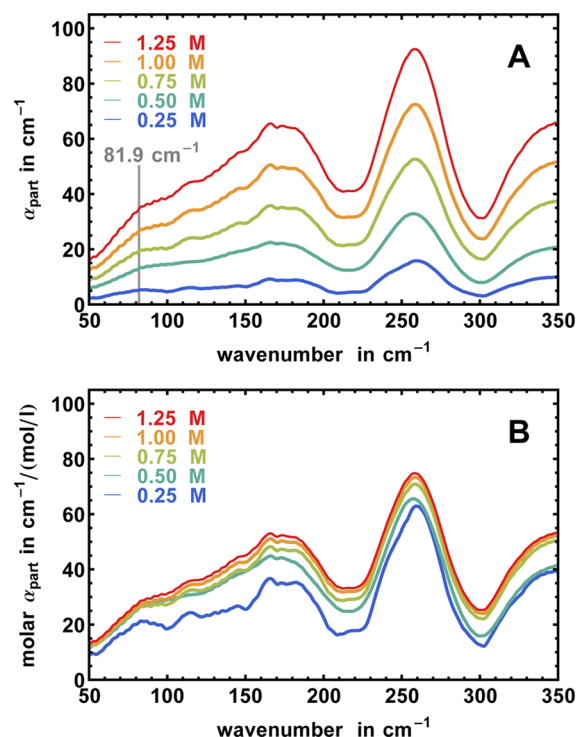 A
1.25 M
1.00 M
0.75 M
0.50 M
0.25 M
81.9 cm⁻¹
α_part in cm⁻¹
100
80
60
40
20
0
50 100 150 200 250 300 350
wavenumber in cm⁻¹
B
1.25 M
1.00 M
0.75 M
0.50 M
0.25 M
molar α_part in cm⁻¹/(mol/l)
100
80
60
40
20
0
50 100 150 200 250 300 350
wavenumber in cm⁻¹